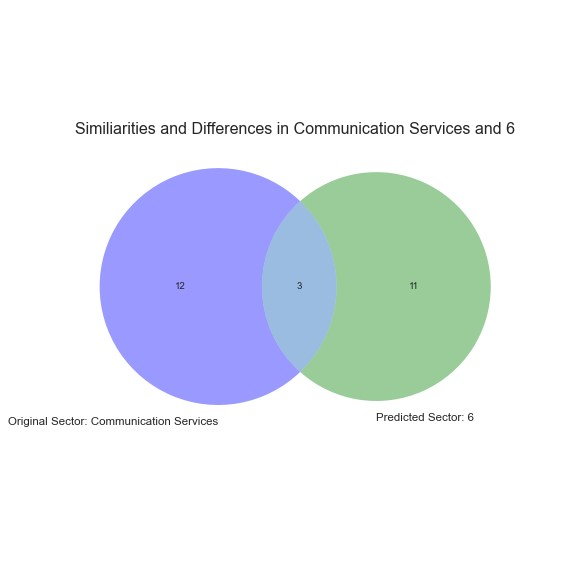 Similiarities and Differences in Communication Services and 6
12
3
11
Predicted Sector: 6
Original Sector: Communication Services